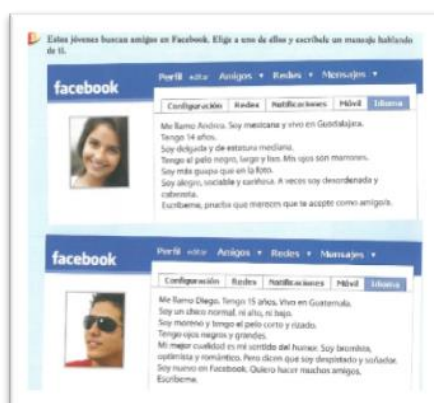 Estos jóvenes buscan amigos en Facebook. Elige a uno de ellos y escríbele un mensaje hablando
de ti.
facebook
Perfil editar Amigos Redes Mensajes
Configuración Redes Notificaciones Móvil Idioma
Me llamo Andrea. Soy mexicana y vivo en Guadalajara.
Tengo 14 años.
Soy delgada y de estatura mediana.
Tengo el pelo negro, largo y liso. Mis ojos son marrones.
Soy más guapa que en la foto.
Soy alegre, sociable y cariñosa. A veces soy desordenada y
cabezota.
Escríbeme, prueba que mereces que te acepte como amigo/a.
facebook
Perfil editar Amigos Redes Mensajes
Configuración Redes Notificaciones Móvil Idioma
Me llamo Diego. Tengo 15 años. Vivo en Guatemala.
Soy un chico normal, ni alto, ni bajo.
Soy moreno y tengo el pelo corto y rizado.
Tengo ojos negros y grandes.
Mi mejor cualidad es mi sentido del humor. Soy bromista,
optimista y romántico. Pero dicen que soy despistado y soñador.
Soy nuevo en Facebook. Quiero hacer muchos amigos.
Escríbeme.